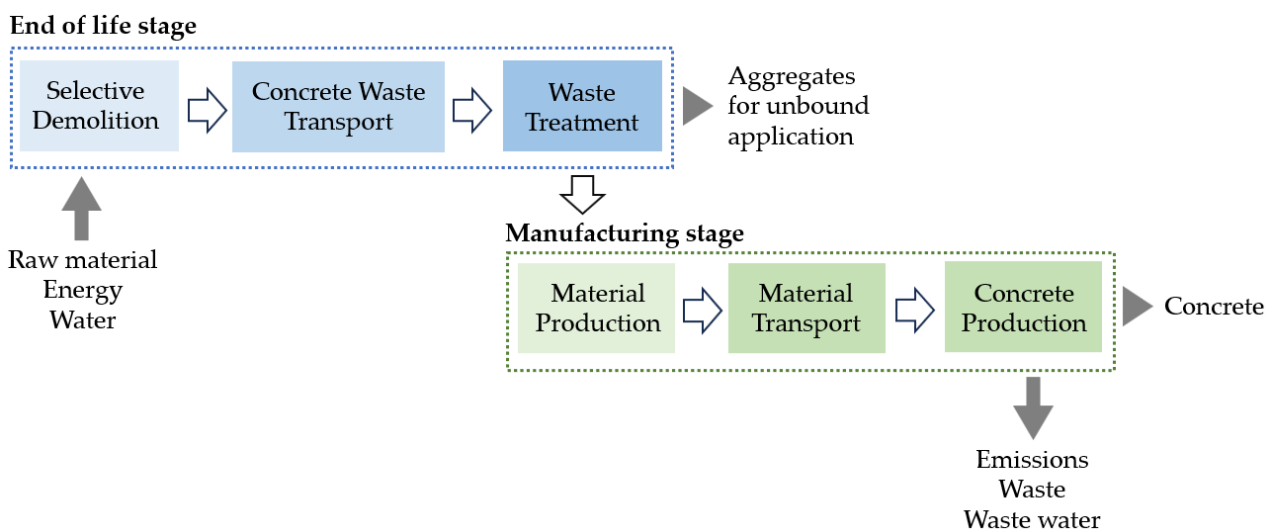 End of life stage
Selective
Demolition
Concrete Waste
Transport
Waste
Treatment
Aggregates
for unbound
application
Raw material
Energy
Water
Manufacturing stage
Material
Production
Material
Transport
Concrete
Production
Concrete
Emissions
Waste
Waste water